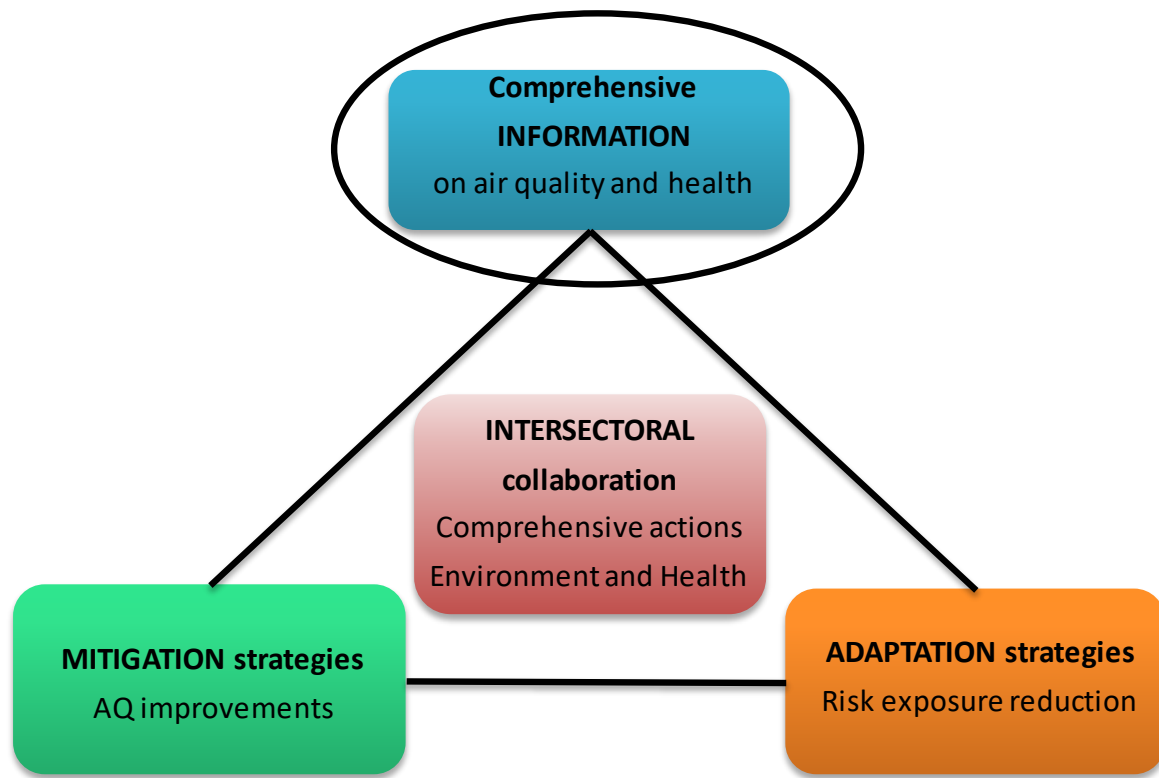 Comprehensive
INFORMATION
on air quality and health
INTERSECTORAL
collaboration
Comprehensive actions
Environment and Health
MITIGATION strategies
AQ improvements
ADAPTATION strategies
Risk exposure reduction